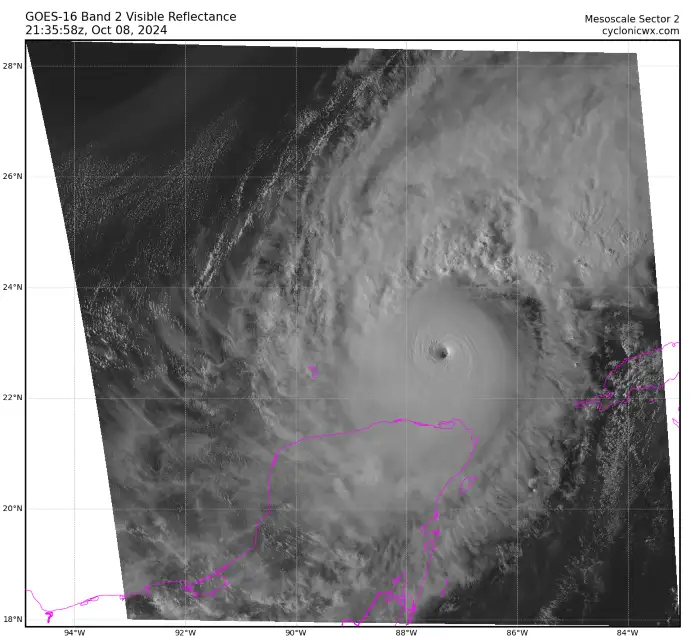 GOES-16 Band 2 Visible Reflectance
21:35:58z, Oct 08, 2024
Mesoscale Sector 2
cyclonicwx.com
28°N
26°N
24°N
22°N
20°N
18°N
94°W 92°W 90°W 88°W 86°W 84°W